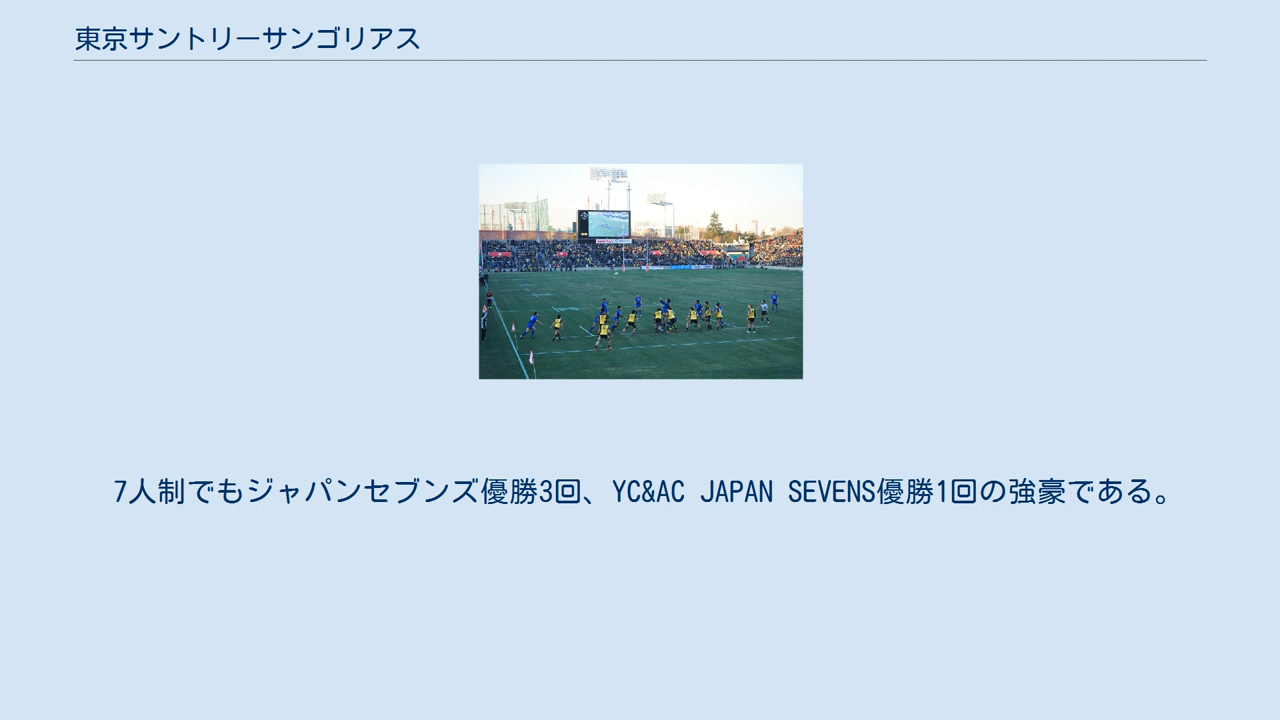 東京サントリーサンゴリアス
7人制でもジャパンセブンズ優勝3回、YC&AC JAPAN SEVENS優勝1回の強豪である。